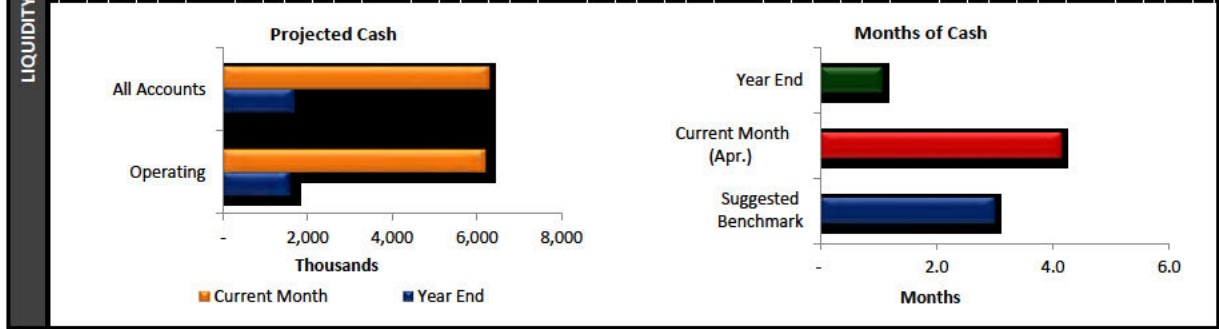 LIQUIDITY
Projected Cash
All Accounts
Operating
- 2,000 4,000 6,000 8,000
Thousands
Current Month Year End
Months of Cash
Year End
Current Month
(Apr.)
Suggested
Benchmark
- 2.0 4.0 6.0
Months